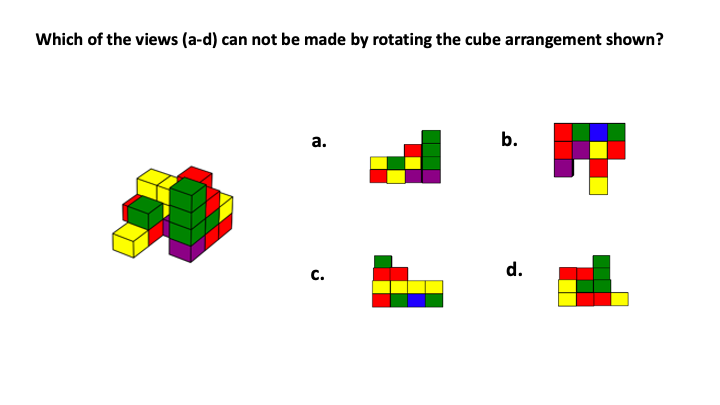 Which of the views (a-d) can not be made by rotating the cube arrangement shown?
a.
b.
c.
d.